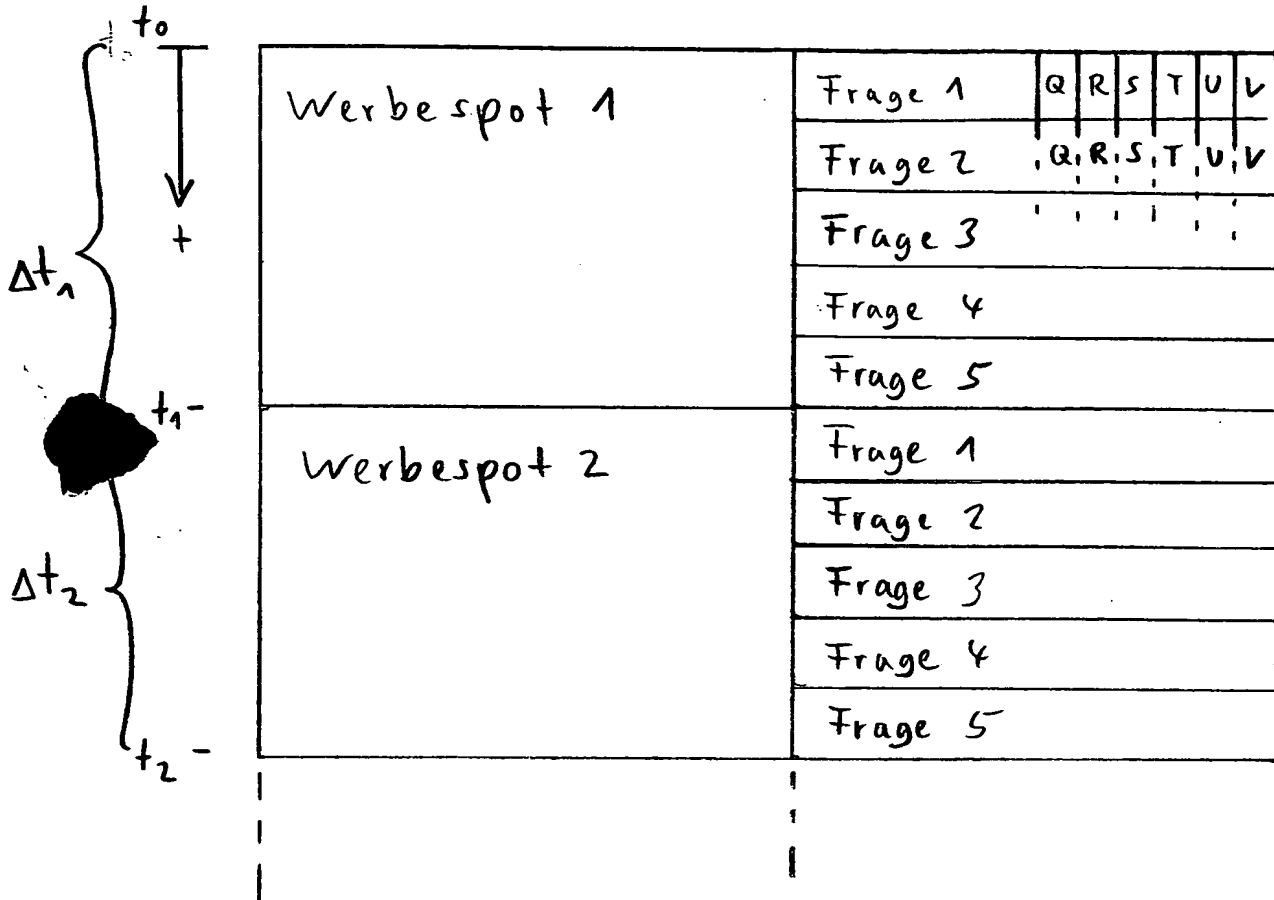 t₀
Werbespot 1
Frage 1 Q R S T U V
Frage 2 Q R S T U V
t
Frage 3
Δt₁
Frage 4
Frage 5
t₁
Werbespot 2
Frage 1
Frage 2
Δt₂
Frage 3
Frage 4
Frage 5
t₂